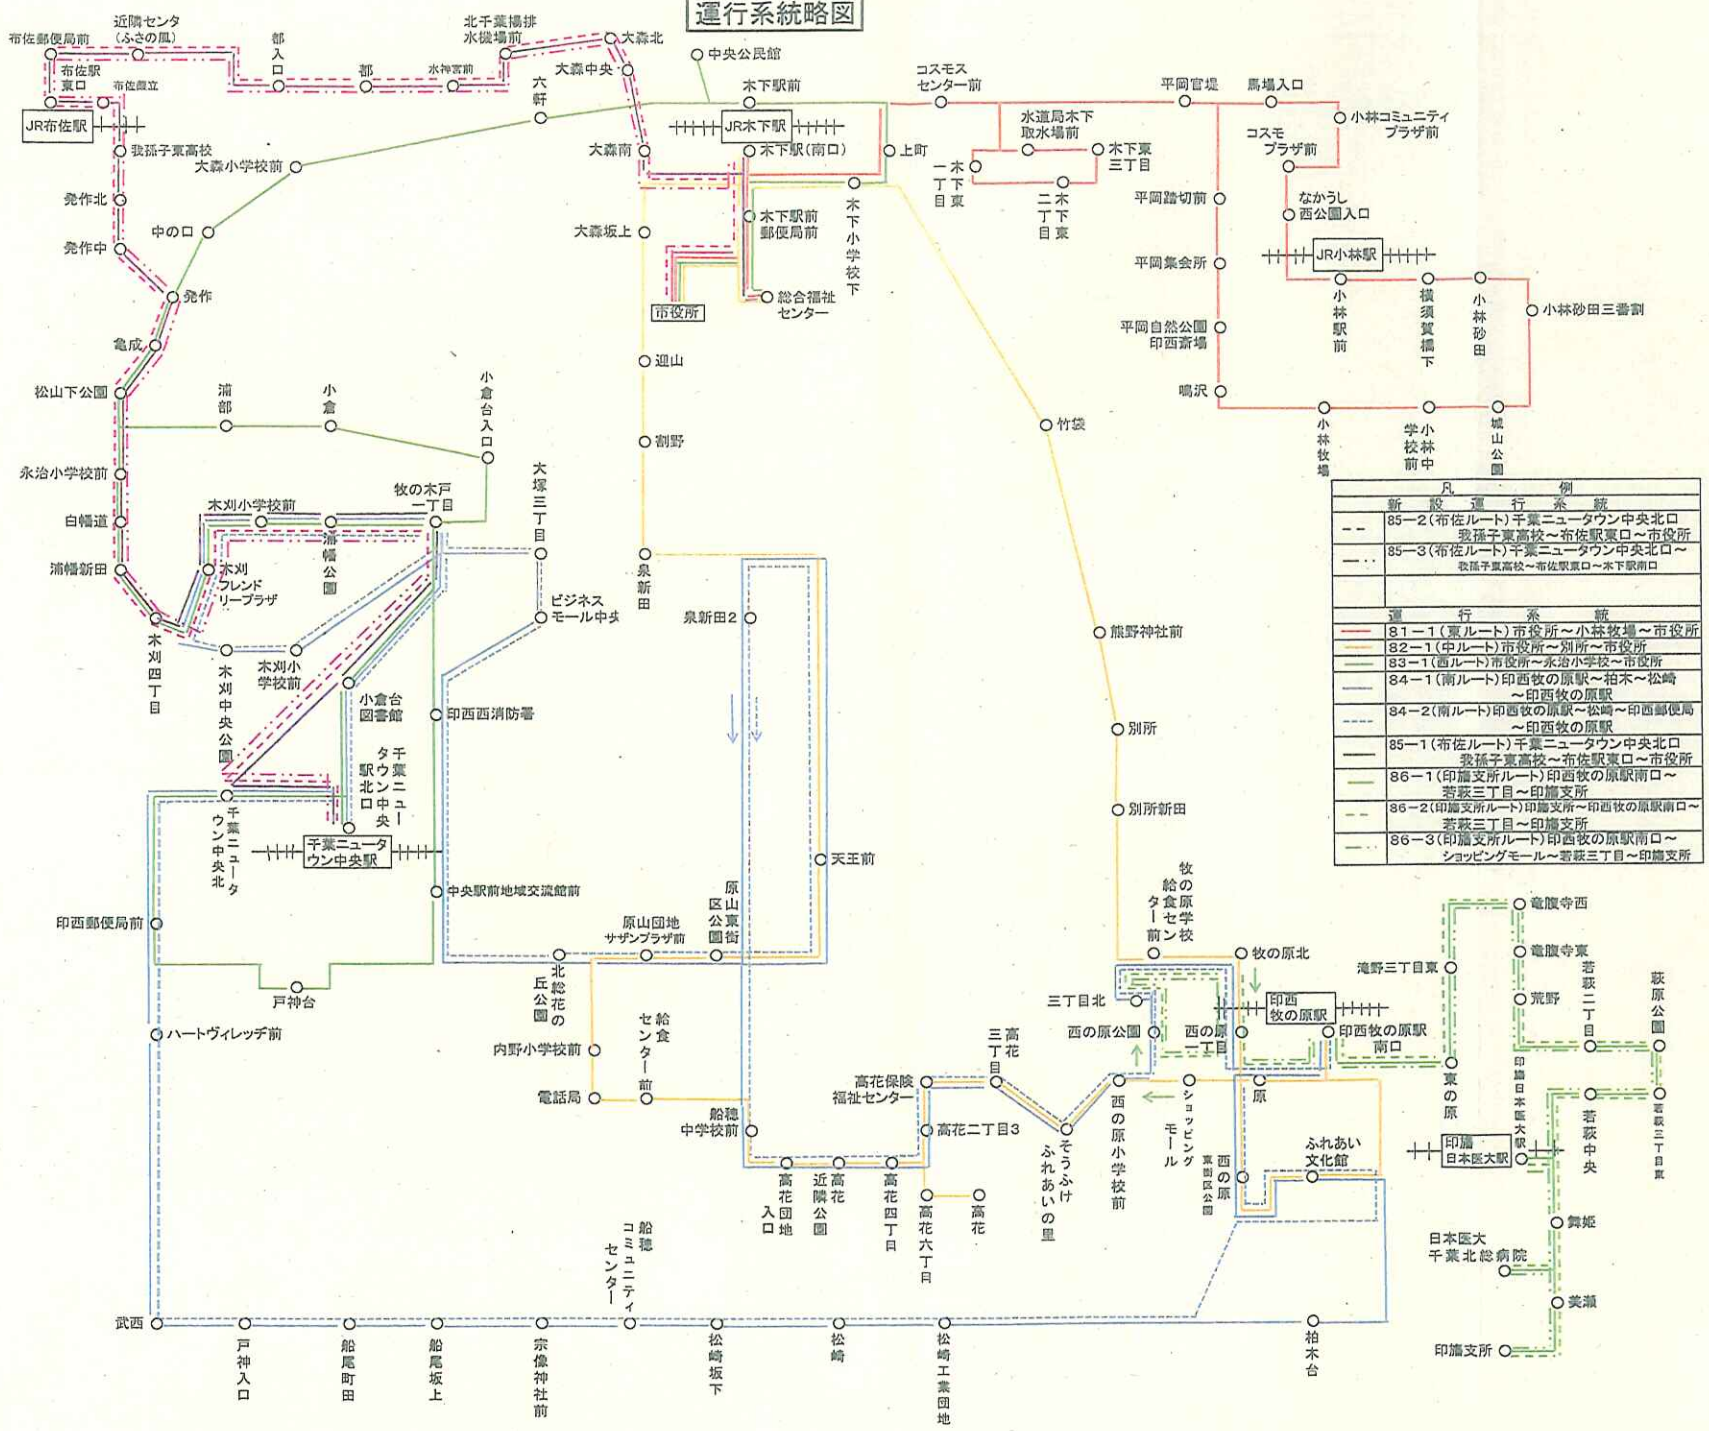 運行系統略図
布佐郵便局前
近隣センタ
(ふさの風)
部入口
都
水神宮前
北千葉揚排
水機場前
大森北
大森中央
六軒
中央公民館
木下駅前
布佐駅
東口
JR布佐駅
我孫子東高校
大森小学校前
発作北
中の口
発作中
発作
亀成
松山下公園
永治小学校前
白幡道
浦幡新田
木刈四丁目
浦部
小倉
小倉台入口
大森南
JR木下駅
木下駅(南口)
上町
大森坂上
木下駅前
郵便局前
木下小学校下
市役所
総合福祉
センター
迎山
割野
泉新田
コスモス
センター前
水道局木下
取水場前
木下東
一丁目
木下東
二丁目
木下東
三丁目
平岡官堤
馬場入口
小林コミュニティ
プラザ前
コスモ
プラザ前
なかうし
西公園入口
JR小林駅
平岡踏切前
平岡集会所
平岡自然公園
印西斎場
鳴沢
小林駅前
横須賀橋下
小林砂田
小林砂田三番割
小林牧場
小林中
学校前
城山公園
竹袋
熊野神社前
別所
別所新田
木刈小学校前
牧の木戸
一丁目
大塚三丁目
浦幡公園
木刈
フレンド
リープラザ
木刈中央公園
木刈小
学校前
ビジネス
モール中央
小倉台
図書館
印西西消防署
千葉ニュー
タウン中央
駅北口
千葉ニュータ
ウン中央駅
千葉ニュータ
ウン中央北
中央駅前地域交流館前
印西郵便局前
戸神台
ハートヴィレッヂ前
泉新田2
天王前
原山東街
区公園
原山団地
サザンプラザ前
北総花の
丘公園
内野小学校前
給食
センター前
電話局
船穂
中学校前
高花団地
入口
高花
近隣公園
高花四丁目
高花六丁目
高花
高花二丁目3
高花保険
福祉センター
高花
三丁目
そうふけ
ふれあいの里
西の原小学校前
ショッピング
モール
原
西の原
東街区公園
ふれあい
文化館
牧の原学校
給食セン
ター前
牧の原北
三丁目北
西の原公園
西の原
一丁目
印西
牧の原駅
印西牧の原駅
南口
滝野三丁目東
竜腹寺西
竜腹寺東
荒野
若萩二丁目
萩原公園
東の原
印旛日本医大駅
印旛
日本医大駅
若萩中央
若萩三丁目東
舞姫
日本医大
千葉北総病院
美瀬
印旛支所
武西
戸神入口
船尾町田
船尾坂上
宗像神社前
船穂
コミュニティ
センター
松崎坂下
松崎
松崎工業団地
柏木台
凡　例
新設運行系統
85－2(布佐ルート)千葉ニュータウン中央北口
我孫子東高校～布佐駅東口～市役所
85－3(布佐ルート)千葉ニュータウン中央北口～
我孫子東高校～布佐駅東口～木下駅南口
運行系統
81－1(東ルート)市役所～小林牧場～市役所
82－1(中ルート)市役所～別所～市役所
83－1(西ルート)市役所～永治小学校～市役所
84－1(南ルート)印西牧の原駅～柏木～松崎
～印西牧の原駅
84－2(南ルート)印西牧の原駅～松崎～印西郵便局
～印西牧の原駅
85－1(布佐ルート)千葉ニュータウン中央北口
我孫子東高校～布佐駅東口～市役所
86－1(印旛支所ルート)印西牧の原駅南口～
若萩三丁目～印旛支所
86－2(印旛支所ルート)印旛支所～印西牧の原駅南口～
若萩三丁目～印旛支所
86－3(印旛支所ルート)印西牧の原駅南口～
ショッピングモール～若萩三丁目～印旛支所